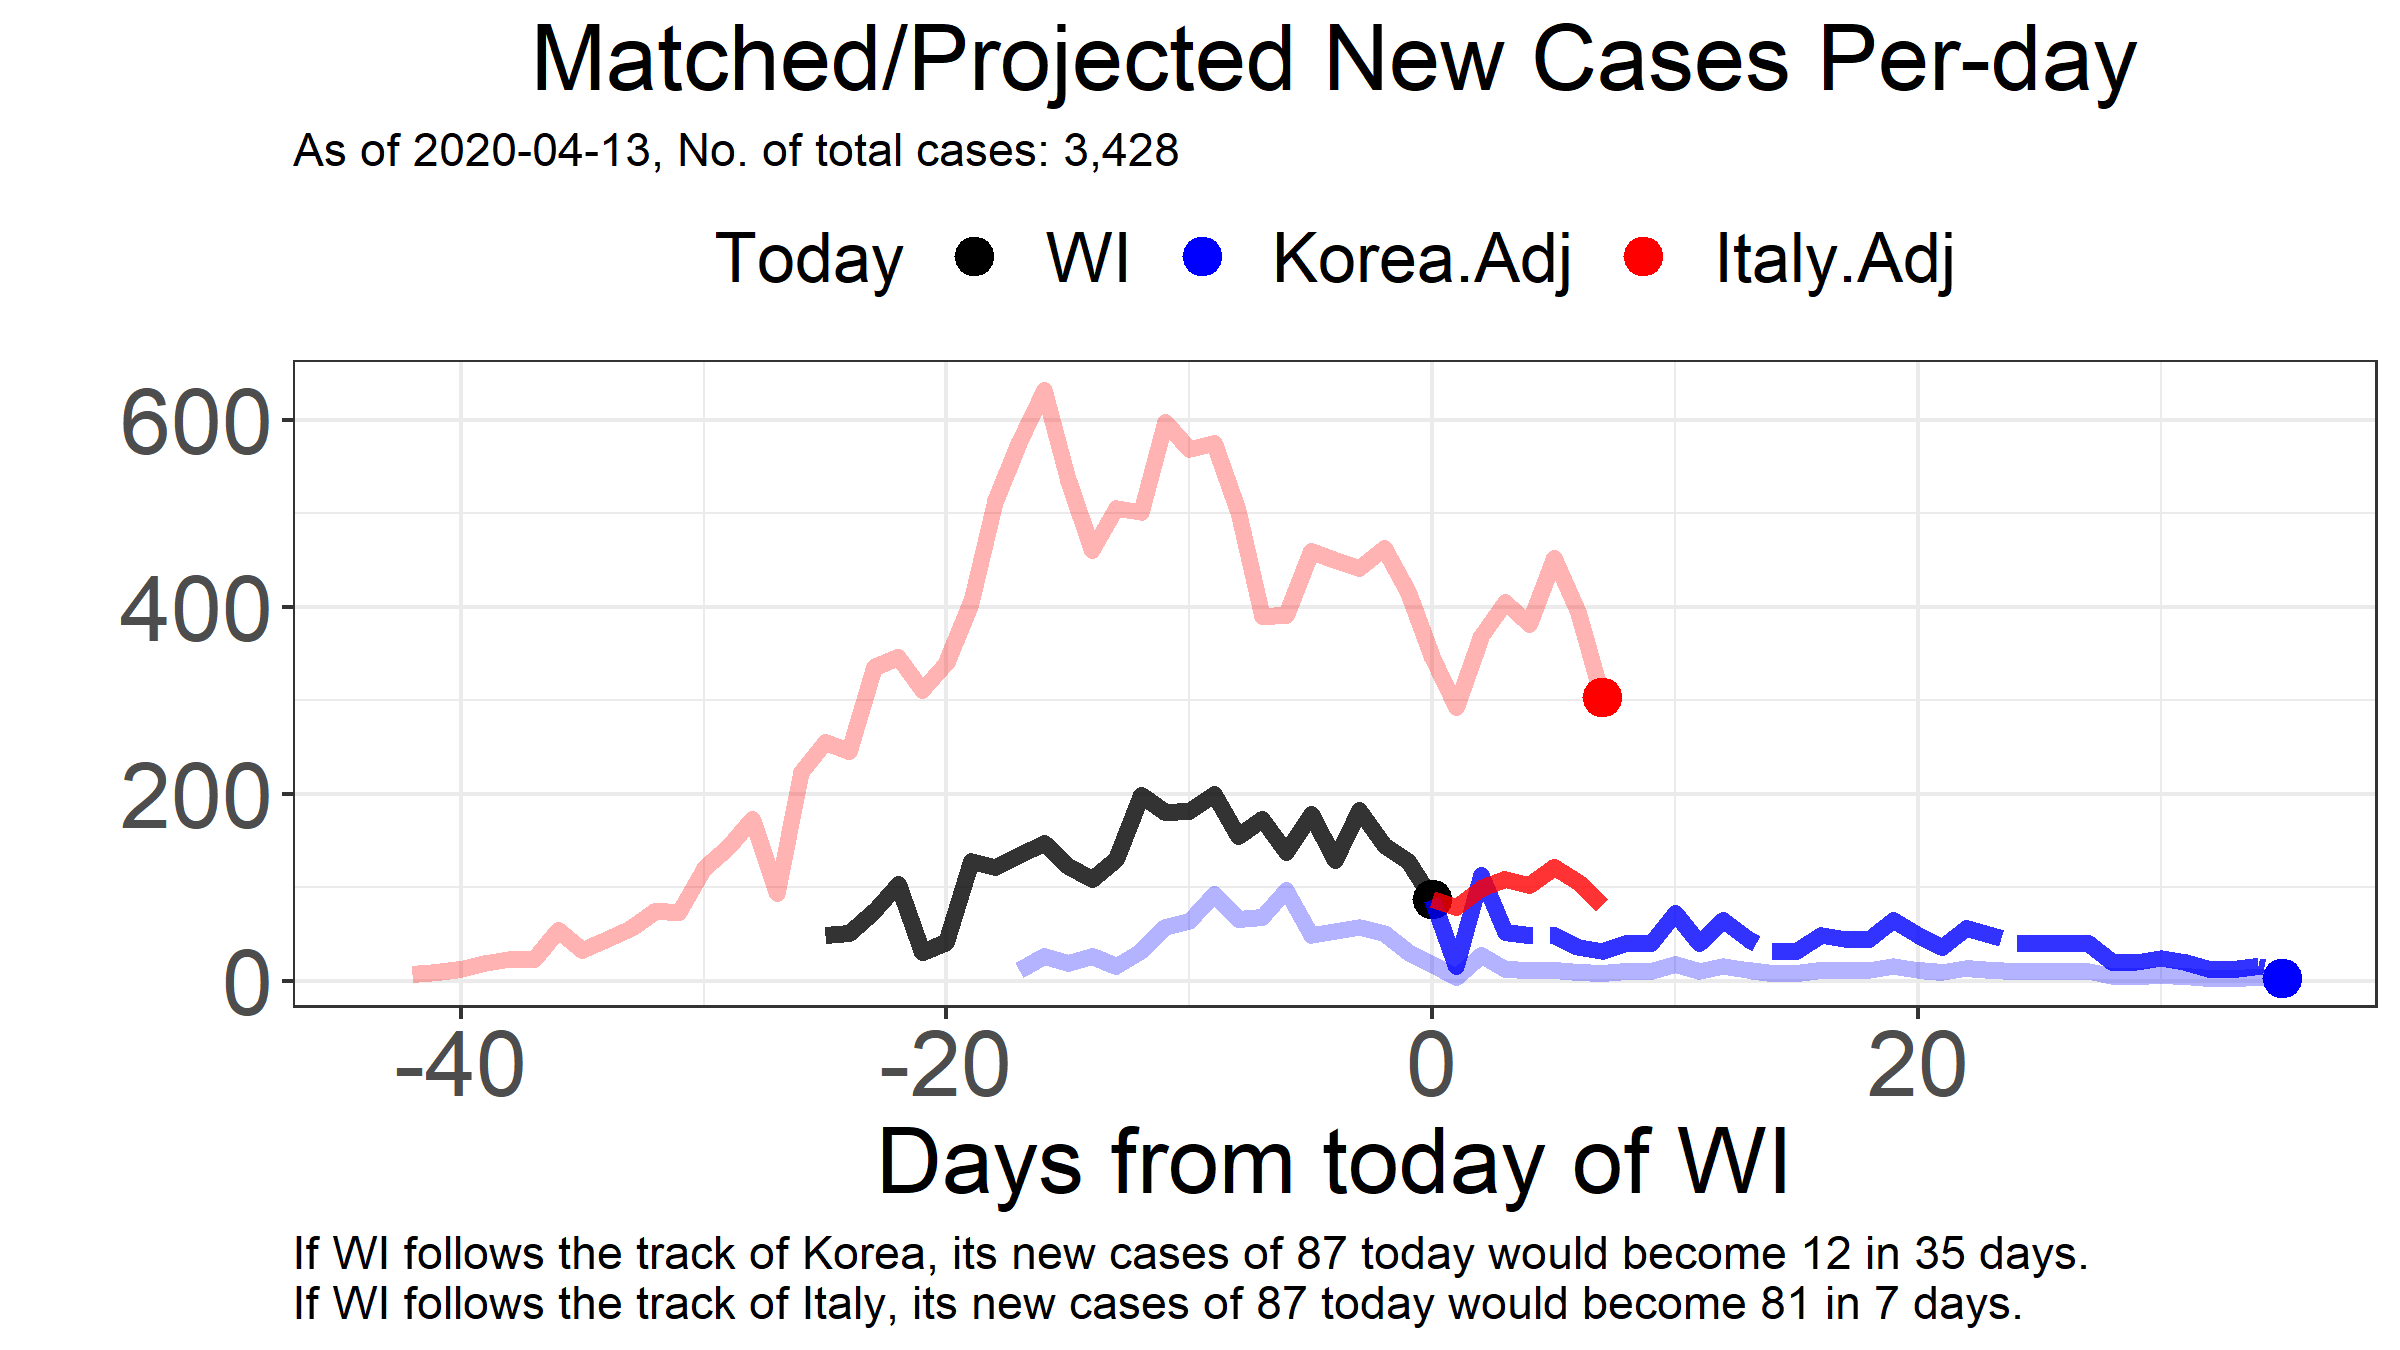 Matched/Projected New Cases Per-day
As of 2020-04-13, No. of total cases: 3,428
Today WI Korea.Adj Italy.Adj
600
400
200
0
-40 -20 0 20
Days from today of WI
If WI follows the track of Korea, its new cases of 87 today would become 12 in 35 days.
If WI follows the track of Italy, its new cases of 87 today would become 81 in 7 days.